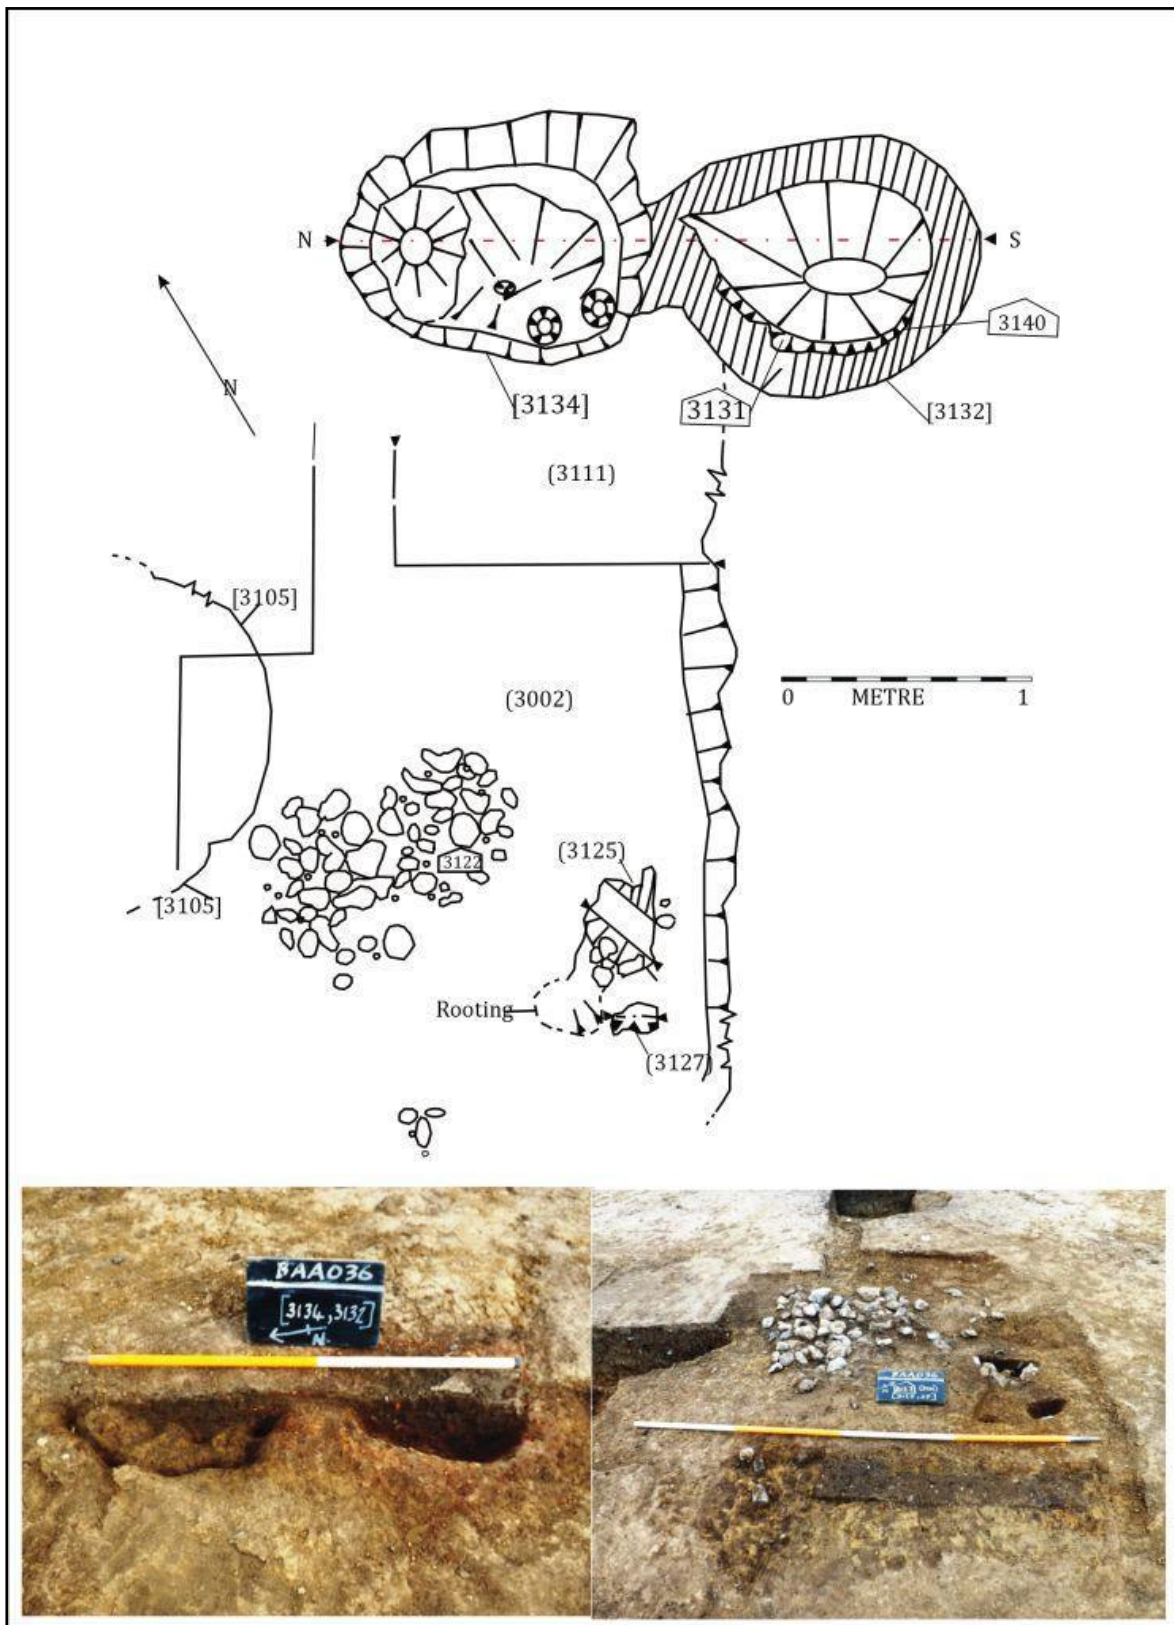 N
S
3140
N
[3134]
3131
[3132]
(3111)
[3105]
(3002)
0 METRE 1
3122
(3125)
[3105]
Rooting
(3127)
BAA036
[3134, 3132]
N
BAA036